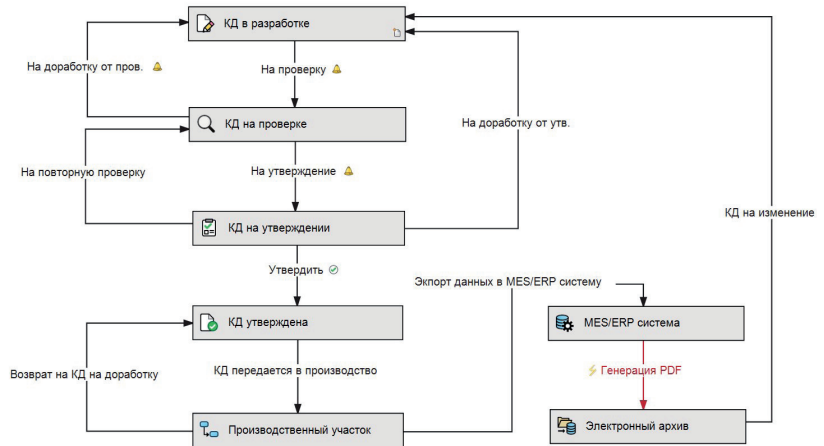 КД в разработке
На доработку от пров.
На проверку
КД на проверке
На доработку от утв.
На повторную проверку
На утверждение
КД на изменение
КД на утверждении
Утвердить
Экпорт данных в MES/ERP систему
КД утверждена
MES/ERP система
Возврат на КД на доработку
КД передается в производство
Генерация PDF
Производственный участок
Электронный архив